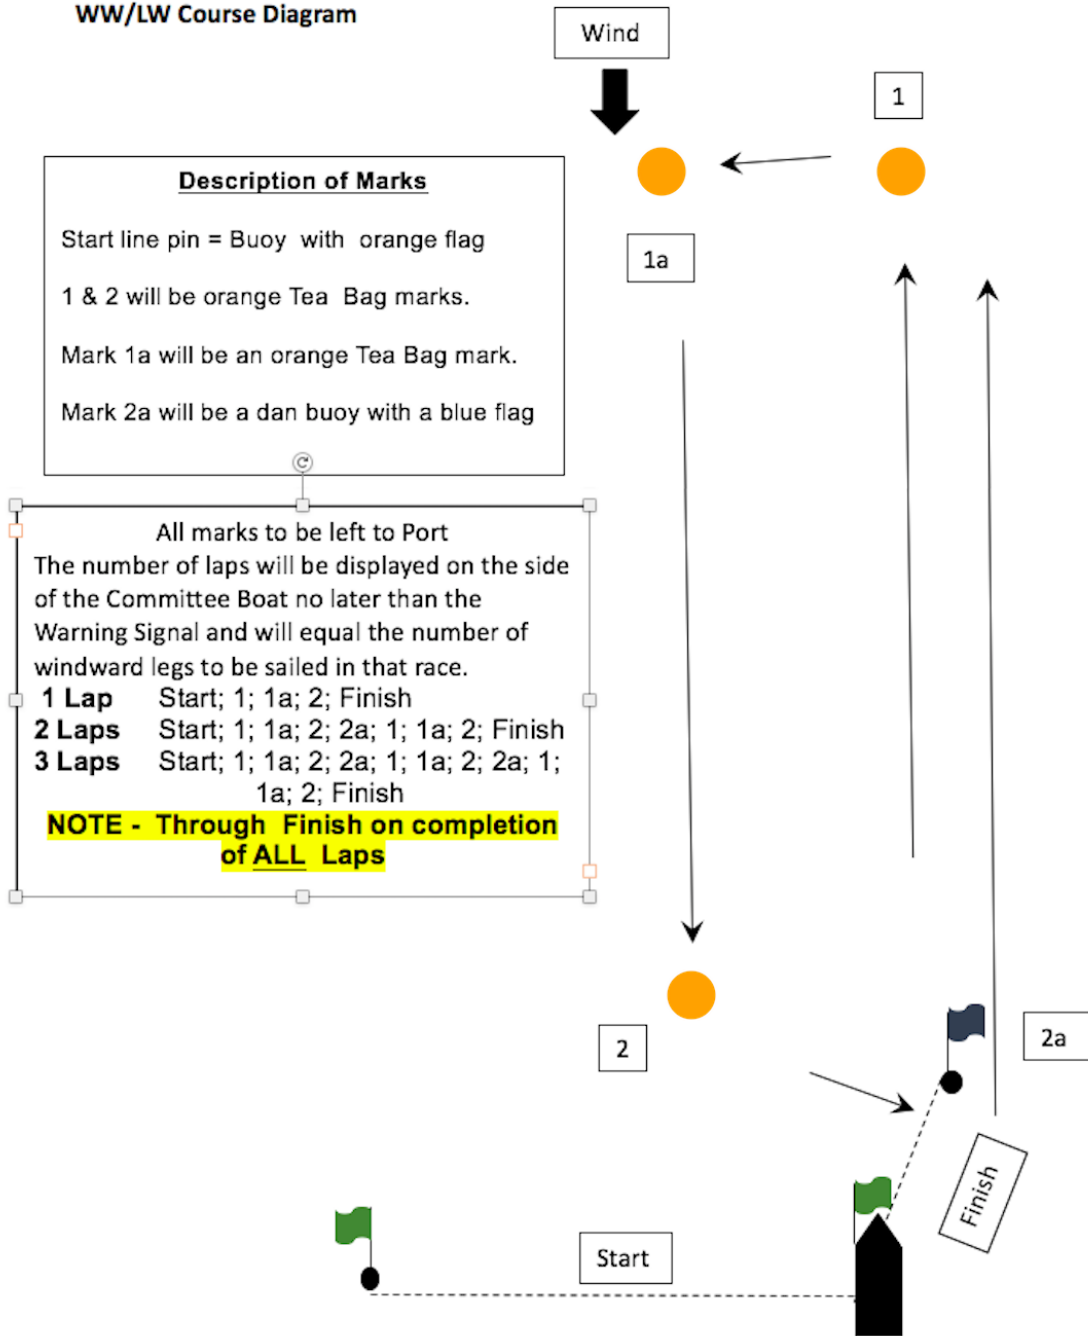 WW/LW Course Diagram
Wind
1
Description of Marks
Start line pin = Buoy with orange flag
1 & 2 will be orange Tea Bag marks.
Mark 1a will be an orange Tea Bag mark.
Mark 2a will be a dan buoy with a blue flag
1a
All marks to be left to Port
The number of laps will be displayed on the side
of the Committee Boat no later than the
Warning Signal and will equal the number of
windward legs to be sailed in that race.
1 Lap Start; 1; 1a; 2; Finish
2 Laps Start; 1; 1a; 2; 2a; 1; 1a; 2; Finish
3 Laps Start; 1; 1a; 2; 2a; 1; 1a; 2; 2a; 1;
1a; 2; Finish
NOTE - Through Finish on completion
of ALL Laps
2
2a
Finish
Start